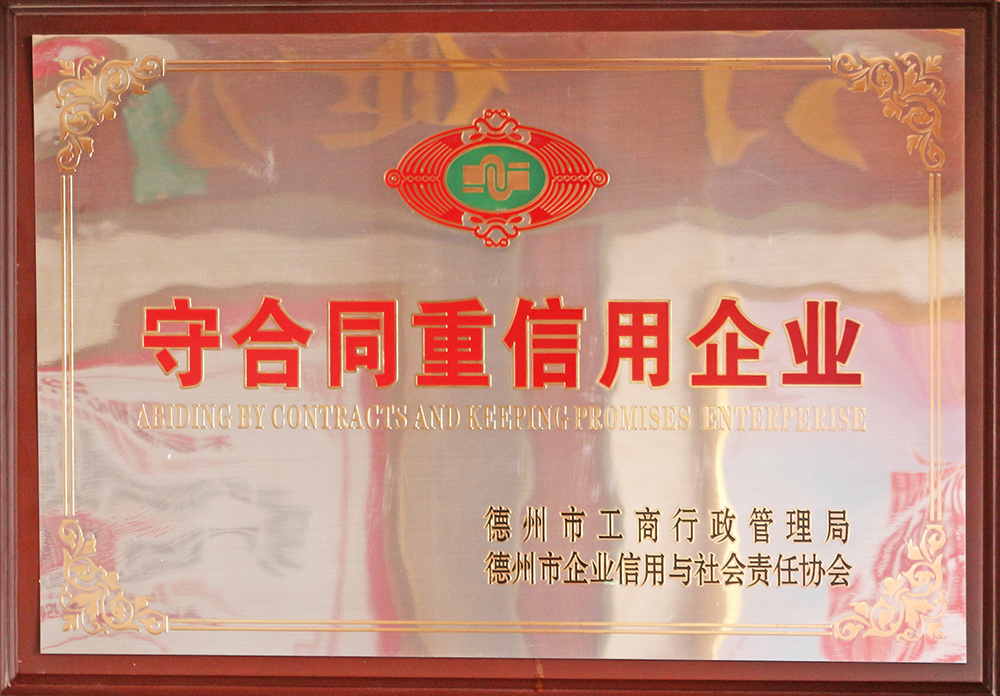 守合同重信用企业
ABIDING BY CONTRACTS AND KEEPING PROMISES ENTERPERISE
德州市工商行政管理局
德州市企业信用与社会责任协会